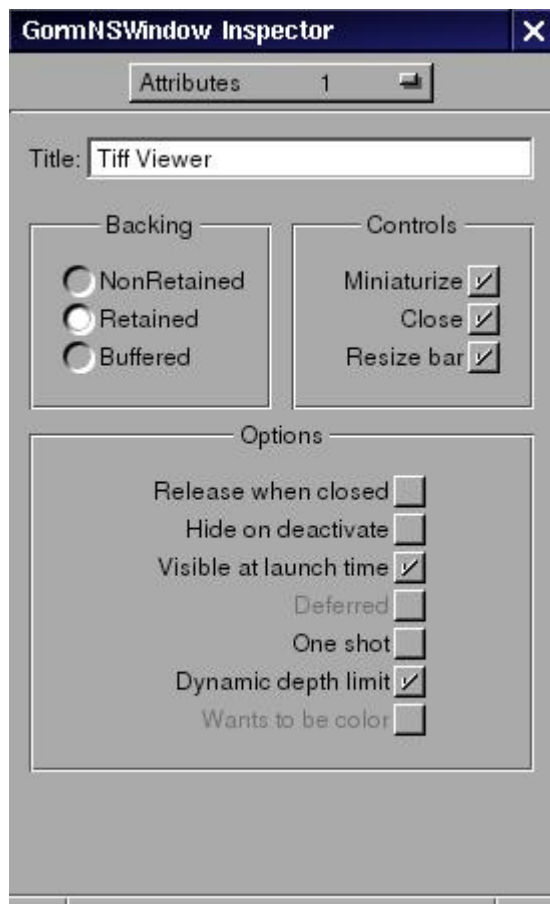 GormNSWindow Inspector
Attributes 1
Title: Tiff Viewer
Backing
NonRetained
Retained
Buffered
Controls
Miniaturize
Close
Resize bar
Options
Release when closed
Hide on deactivate
Visible at launch time
Deferred
One shot
Dynamic depth limit
Wants to be color